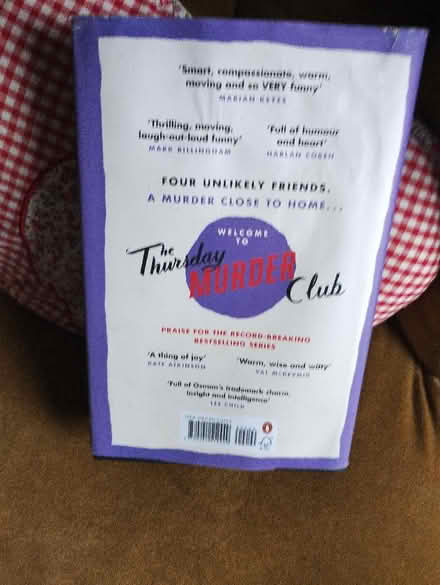 'Smart, compassionate, warm,
moving and so VERY funny'
MARIAN KEYES
'Thrilling, moving,
laugh-out-loud funny'
MARK BILLINGHAM
'Full of humour
and heart'
HARLAN COBEN
FOUR UNLIKELY FRIENDS.
A MURDER CLOSE TO HOME...
WELCOME
TO
The
Thursday
MURDER
Club
PRAISE FOR THE RECORD-BREAKING
BESTSELLING SERIES
'A thing of joy'
KATE ATKINSON
'Warm, wise and witty'
VAL McDERMID
'Full of Osman's trademark charm,
insight and intelligence'
LEE CHILD